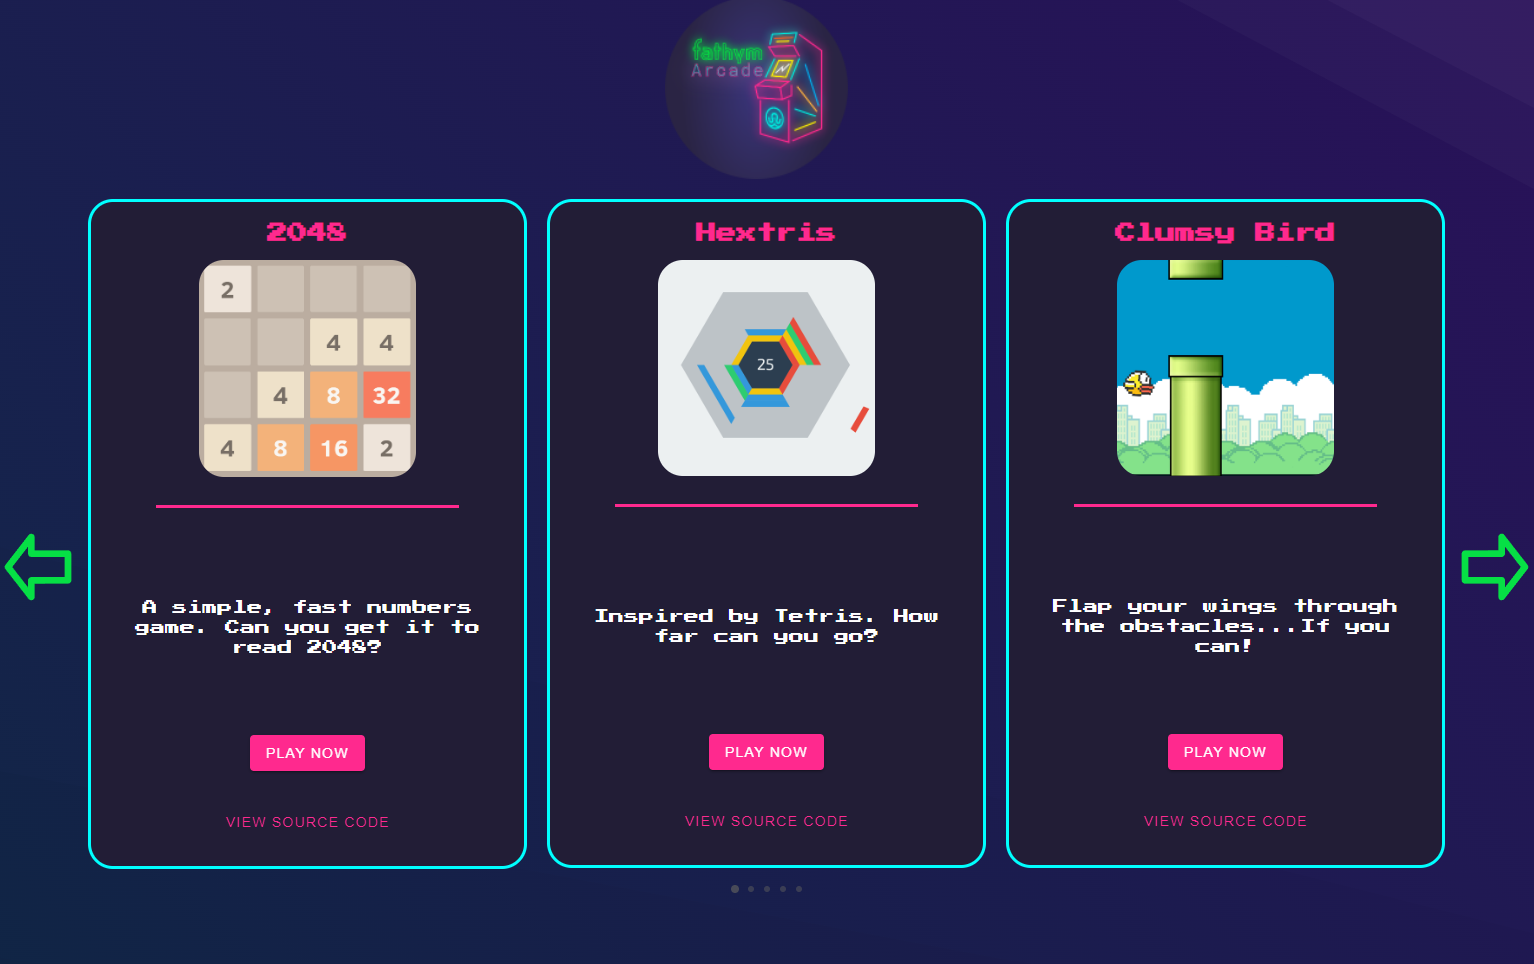 fathym
Arcade
2048
2
4 4
4 8 32
4 8 16 2
A simple, fast numbers
game. Can you get it to
read 2048?
PLAY NOW
VIEW SOURCE CODE
Hextris
25
Inspired by Tetris. How
far can you go?
PLAY NOW
VIEW SOURCE CODE
Clumsy Bird
Flap your wings through
the obstacles...If you
can!
PLAY NOW
VIEW SOURCE CODE